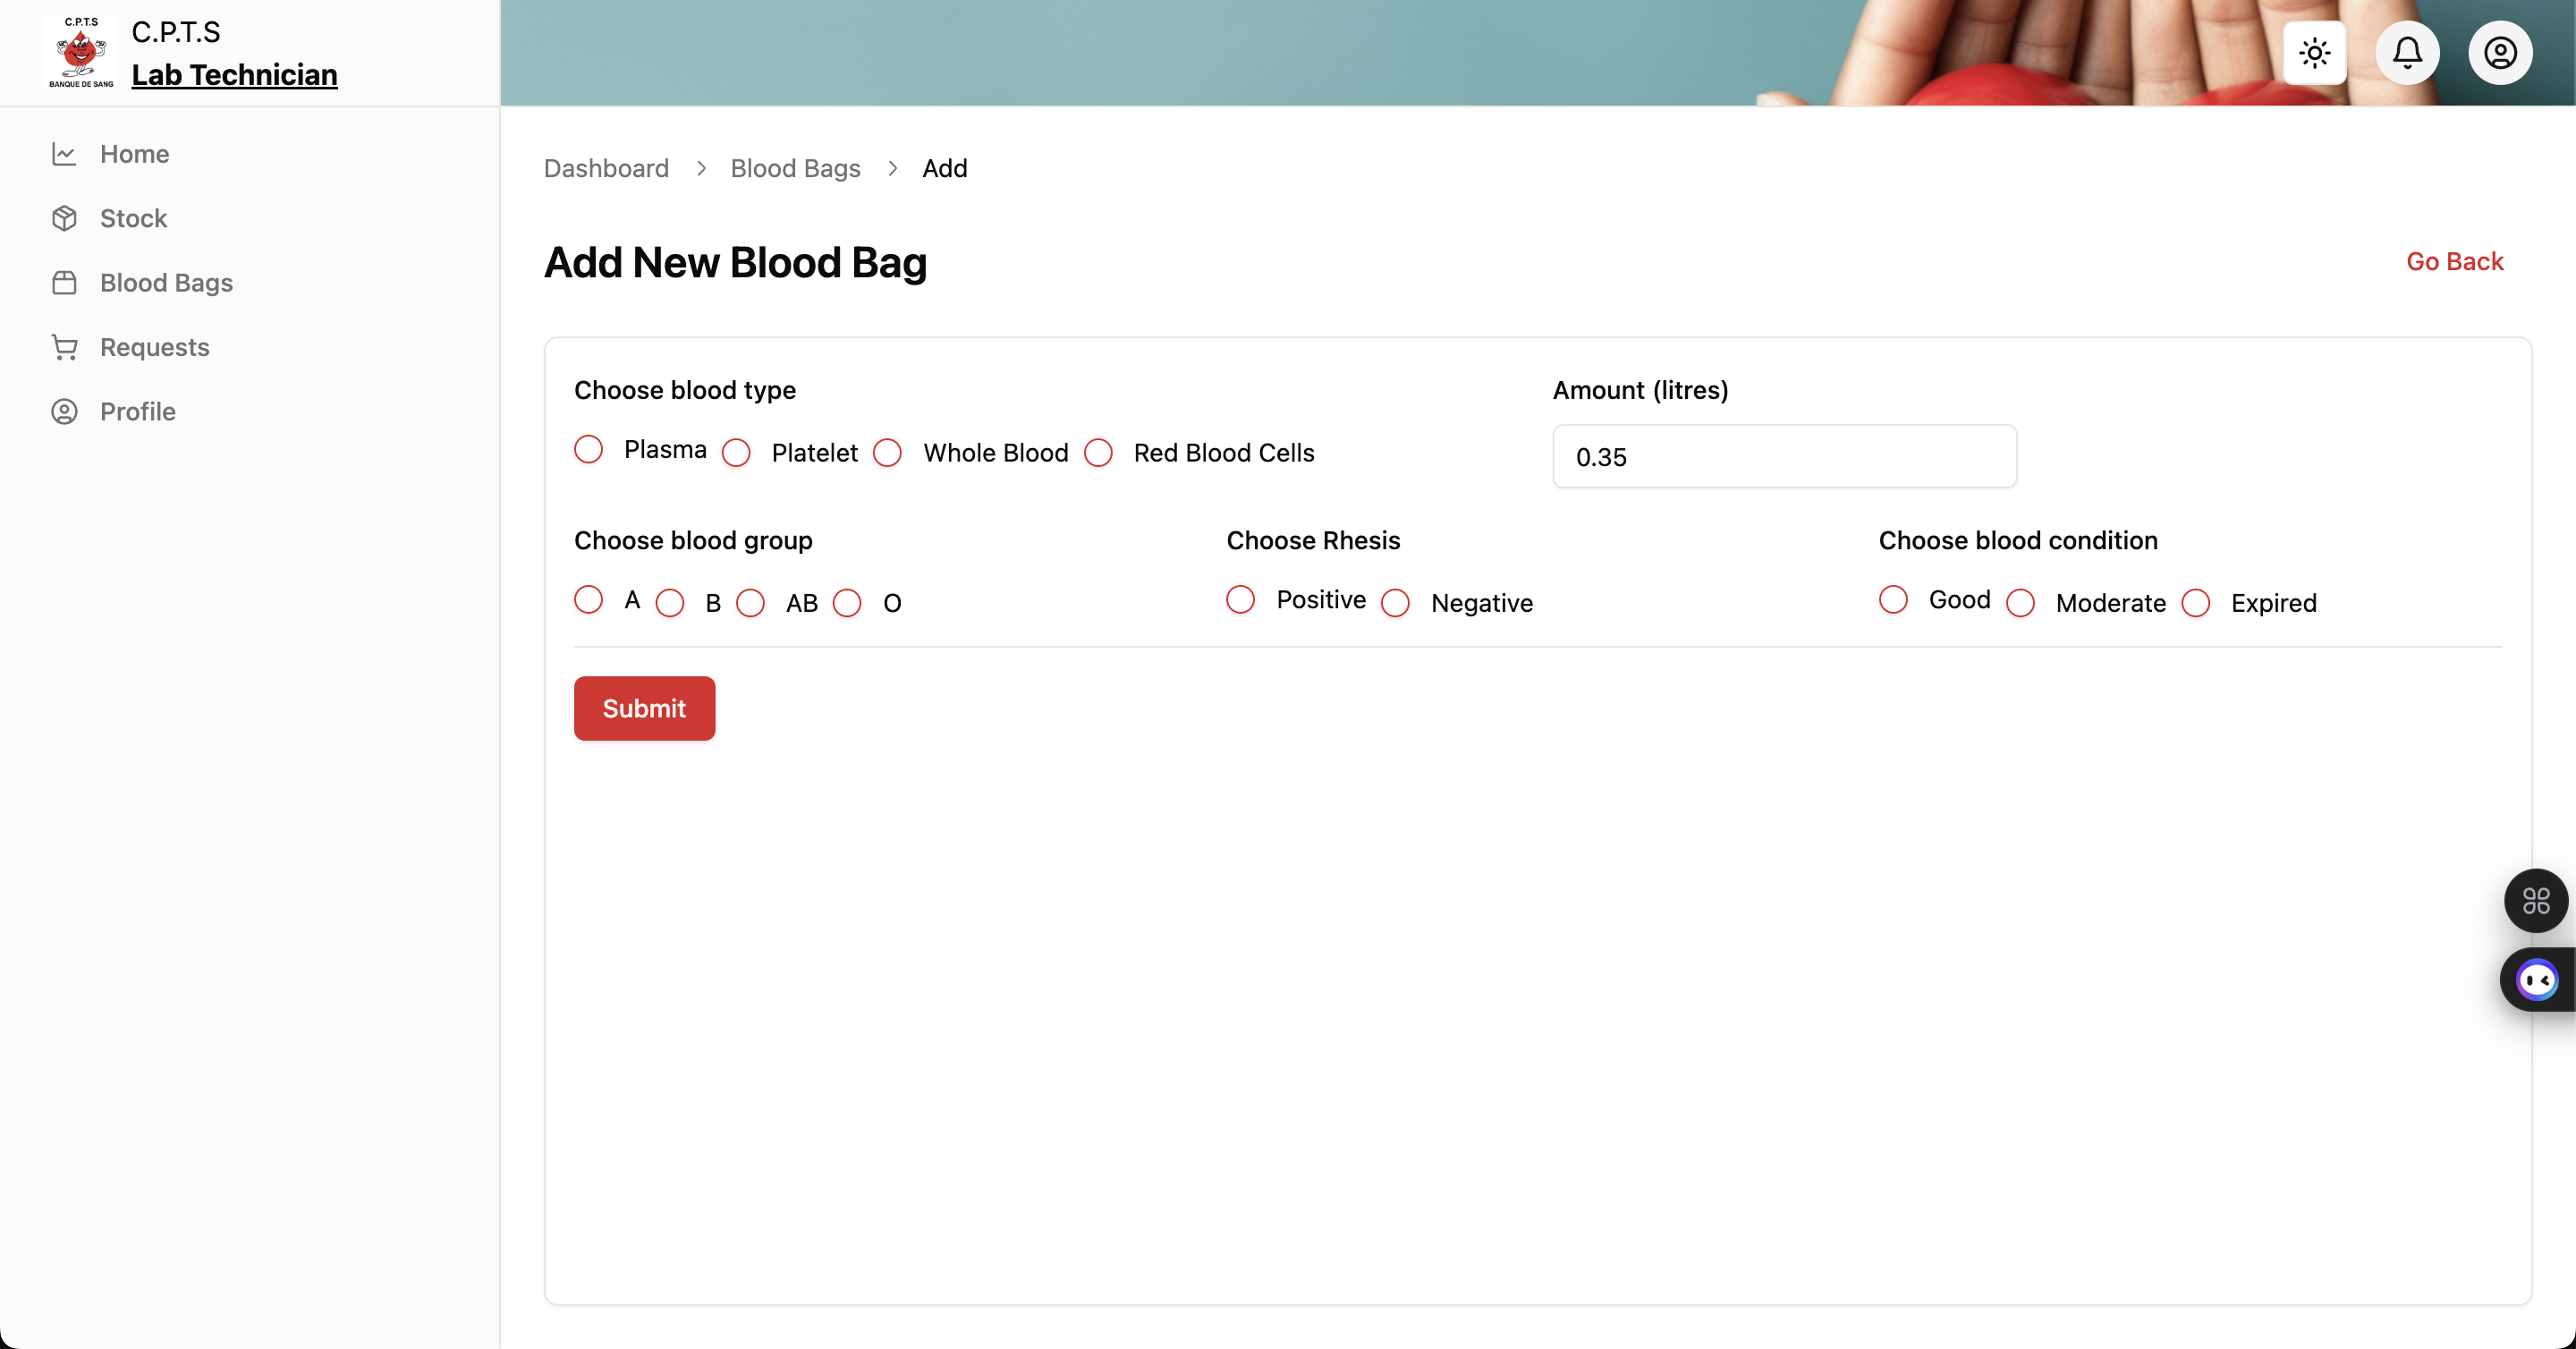 C.P.T.S
BANQUE DE SANG
C.P.T.S
Lab Technician
Home
Stock
Blood Bags
Requests
Profile
Dashboard > Blood Bags > Add
Add New Blood Bag
Go Back
Choose blood type
Plasma Platelet Whole Blood Red Blood Cells
Amount (litres)
0.35
Choose blood group
A B AB O
Choose Rhesis
Positive Negative
Choose blood condition
Good Moderate Expired
Submit